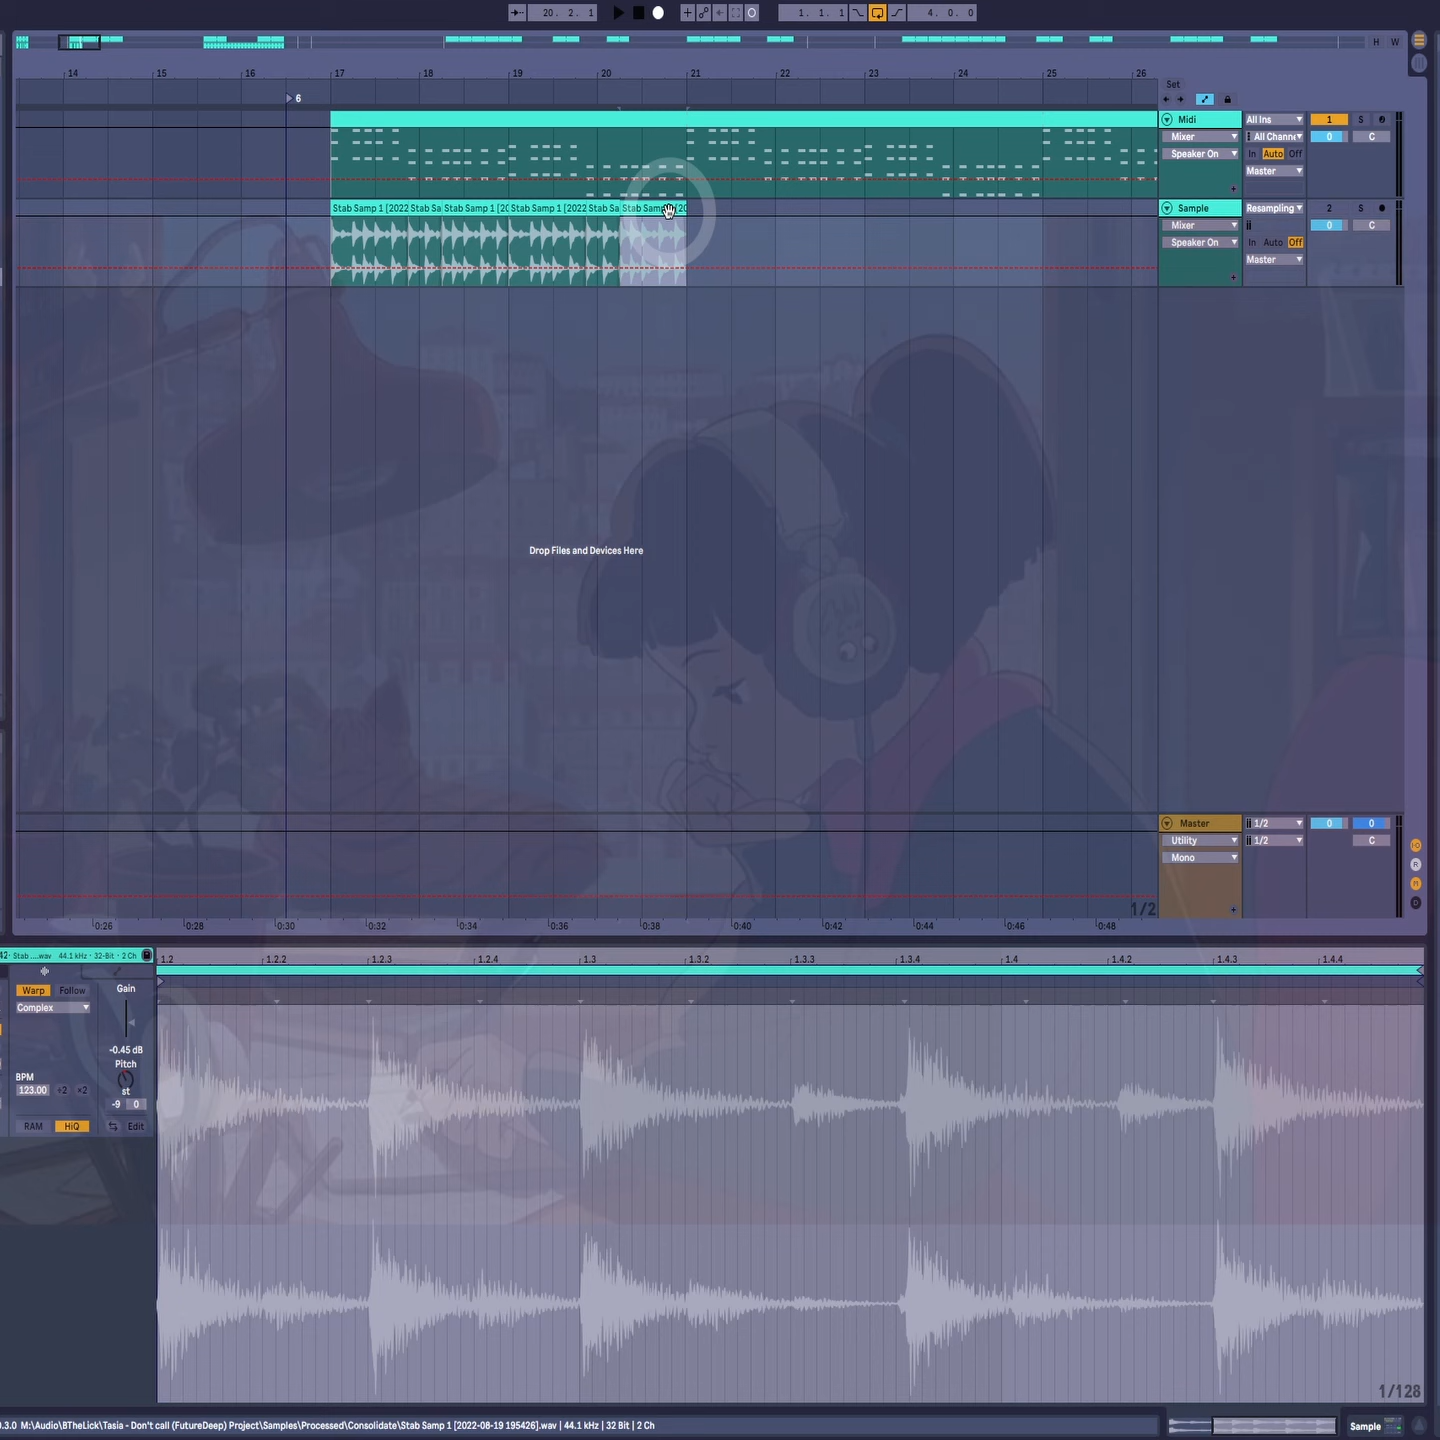 20. 2. 1
1. 1. 1
4. 0. 0
H W
14 15 16 17 18 19 20 21 22 23 24 25 26
Set
6
Midi
All Ins
1
S
Mixer
All Channe
0
C
Speaker On
In Auto Off
Master
Stab Samp 1 [2022
Stab Sa
Stab Samp 1 [20
Stab Samp 1 [2022
Stab Sa
Stab Sam
Sample
Resampling
2
S
Mixer
0
C
Speaker On
In Auto Off
Master
Drop Files and Devices Here
Master
1/2
0
0
Utility
1/2
C
Mono
1/2
0:26 0:28 0:30 0:32 0:34 0:36 0:38 0:40 0:42 0:44 0:46 0:48
42- Stab ....wav 44.1 kHz · 32-Bit · 2 Ch
1.2 1.2.2 1.2.3 1.2.4 1.3 1.3.2 1.3.3 1.3.4 1.4 1.4.2 1.4.3 1.4.4
Warp Follow
Gain
Complex
-0.45 dB
Pitch
BPM
123.00 ÷2 ×2
st
-9 0
RAM HiQ
Edit
1/128
0.3.0 M:\Audio\BTheLick\Tasia - Don't call (FutureDeep) Project\Samples\Processed\Consolidate\Stab Samp 1 [2022-08-19 195426].wav | 44.1 kHz | 32 Bit | 2 Ch
Sample